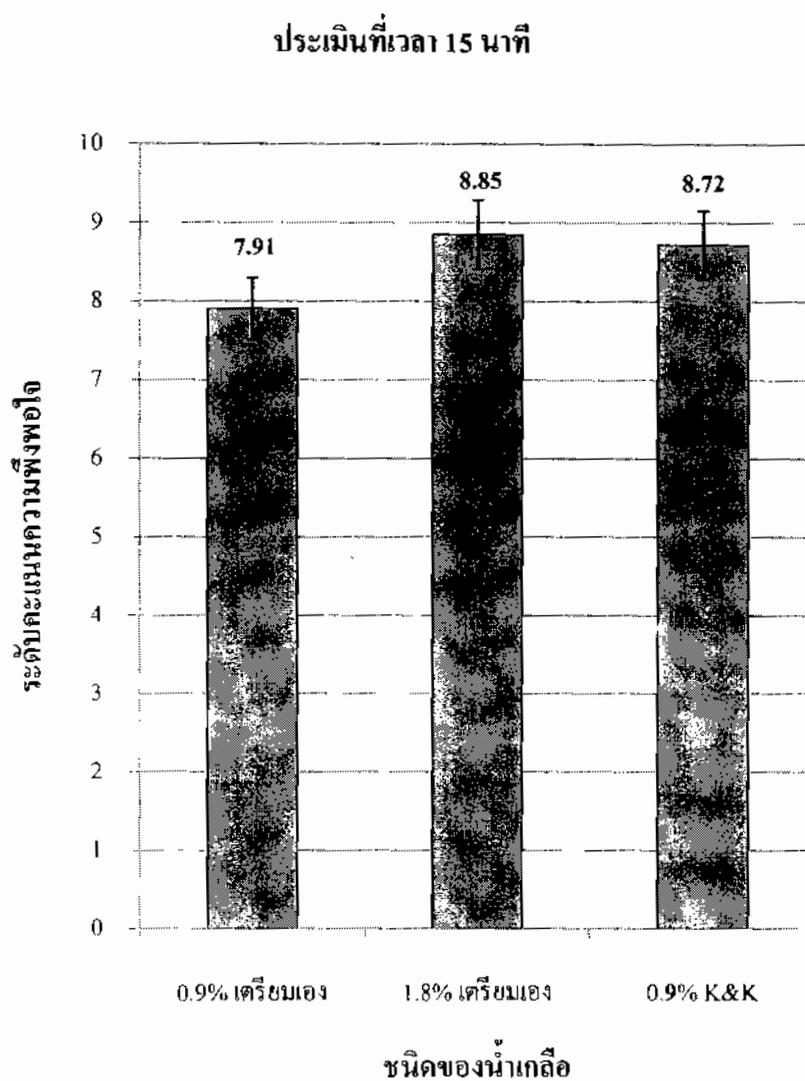 ประเมินที่เวลา 15 นาที
ระดับคะแนนความพึงพอใจ
10
9
8
7
6
5
4
3
2
1
0
7.91
8.85
8.72
0.9% เตรียมเอง
1.8% เตรียมเอง
0.9% K&K
ชนิดของน้ำเกลือ